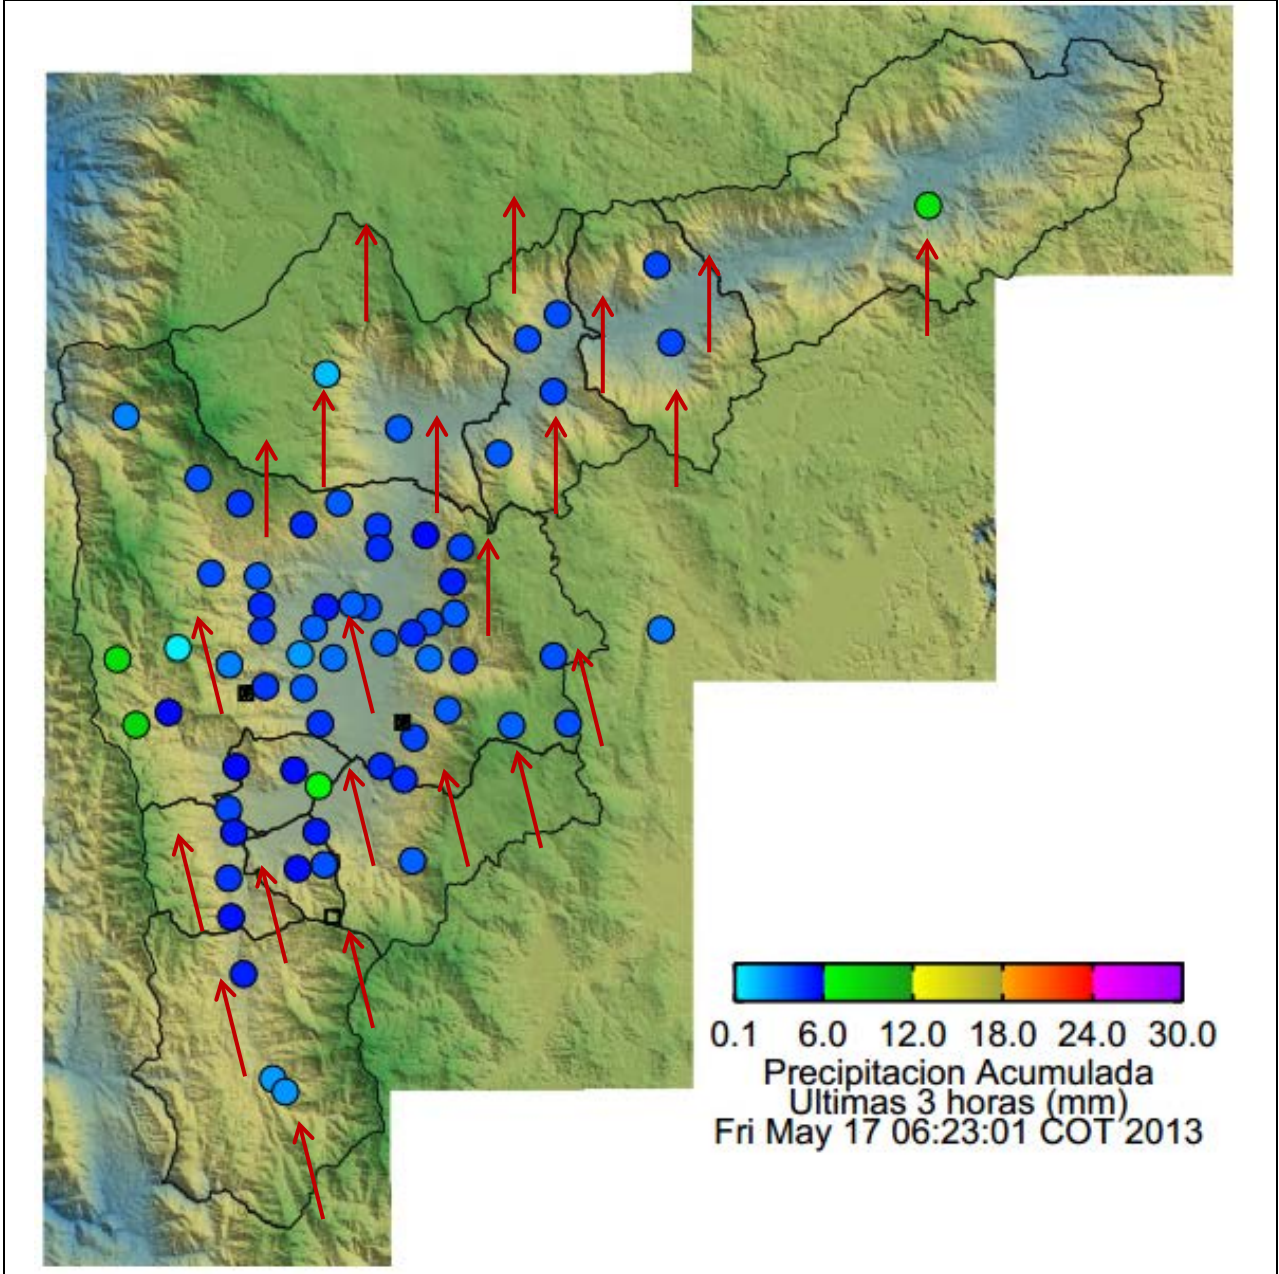 0.1 6.0 12.0 18.0 24.0 30.0
Precipitacion Acumulada
Ultimas 3 horas (mm)
Fri May 17 06:23:01 COT 2013